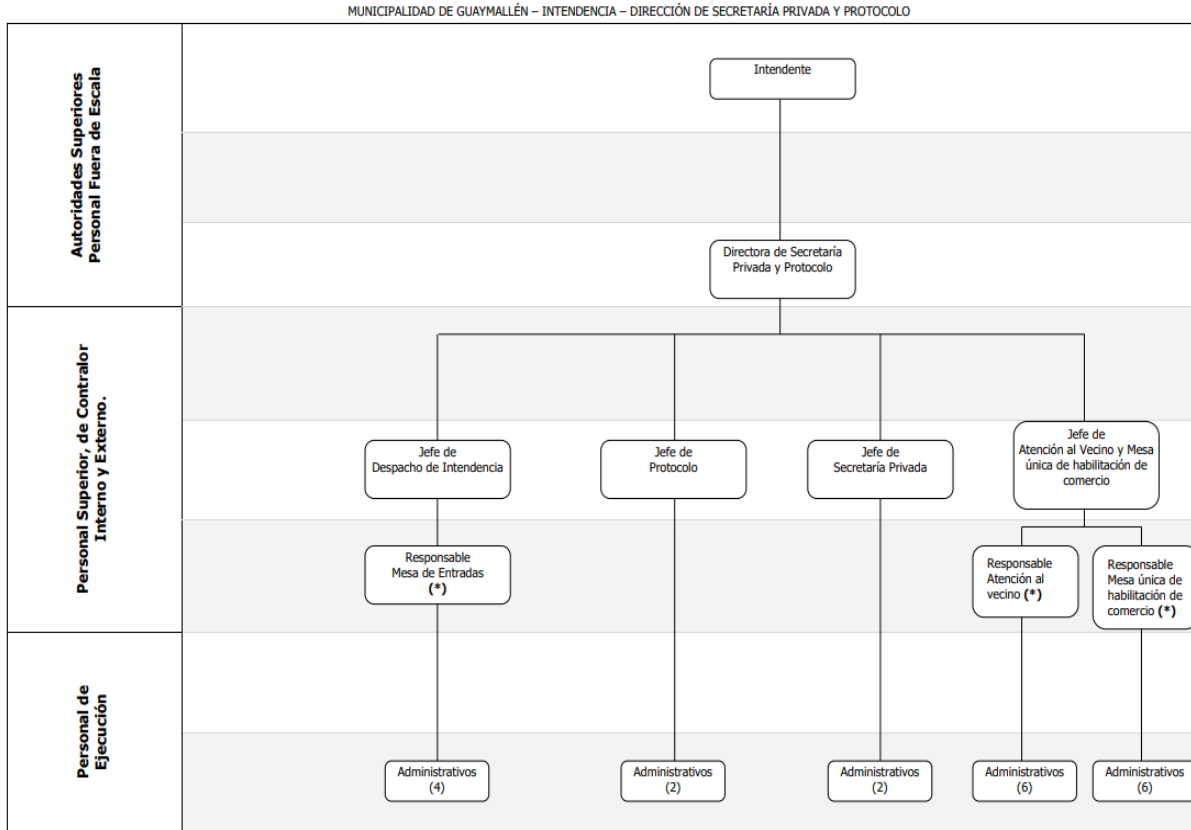 MUNICIPALIDAD DE GUAYMALLÉN – INTENDENCIA – DIRECCIÓN DE SECRETARÍA PRIVADA Y PROTOCOLO
Autoridades Superiores
Personal Fuera de Escala
Intendente
Directora de Secretaría
Privada y Protocolo
Personal Superior, de Contralor
Interno y Externo.
Jefe de
Despacho de Intendencia
Jefe de
Protocolo
Jefe de
Secretaría Privada
Jefe de
Atención al Vecino y Mesa
única de habilitación de
comercio
Responsable
Mesa de Entradas
(*)
Responsable
Atención al
vecino (*)
Responsable
Mesa única de
habilitación de
comercio (*)
Personal de
Ejecución
Administrativos
(4)
Administrativos
(2)
Administrativos
(2)
Administrativos
(6)
Administrativos
(6)